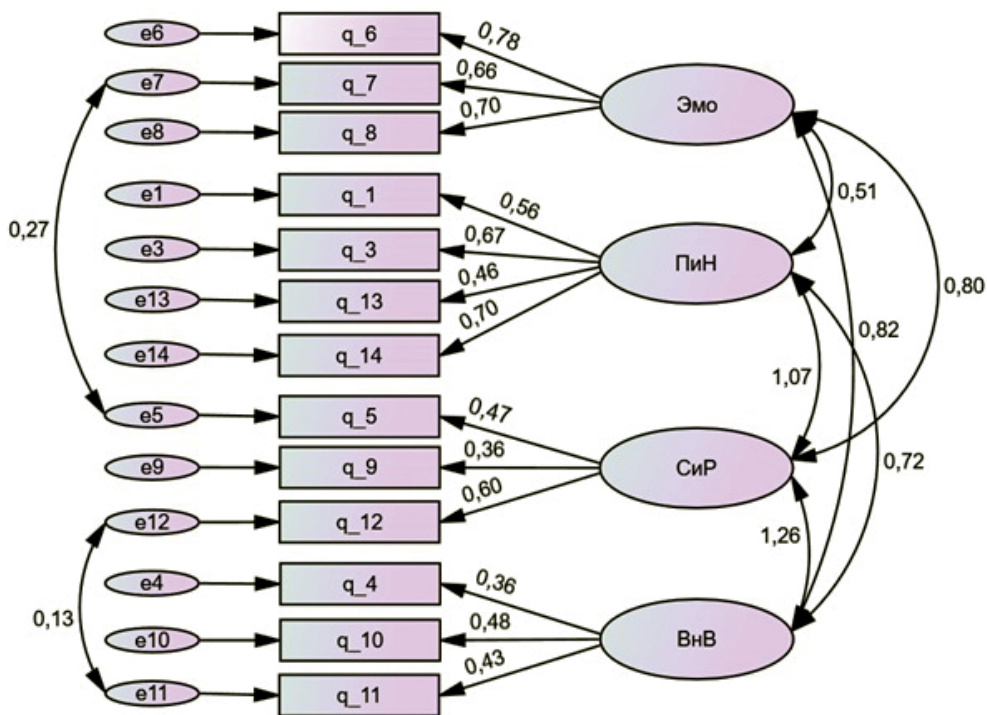 e6 q_6 0,78
e7 q_7 0,66 Эмо
e8 q_8 0,70
e1 q_1 0,56 0,51
0,27 e3 q_3 0,67 ПиН
e13 q_13 0,46 0,80
e14 q_14 0,70 0,82
1,07
e5 q_5 0,47
e9 q_9 0,36 СиР 0,72
e12 q_12 0,60
1,26
e4 q_4 0,36
0,13 e10 q_10 0,48 ВнВ
e11 q_11 0,43